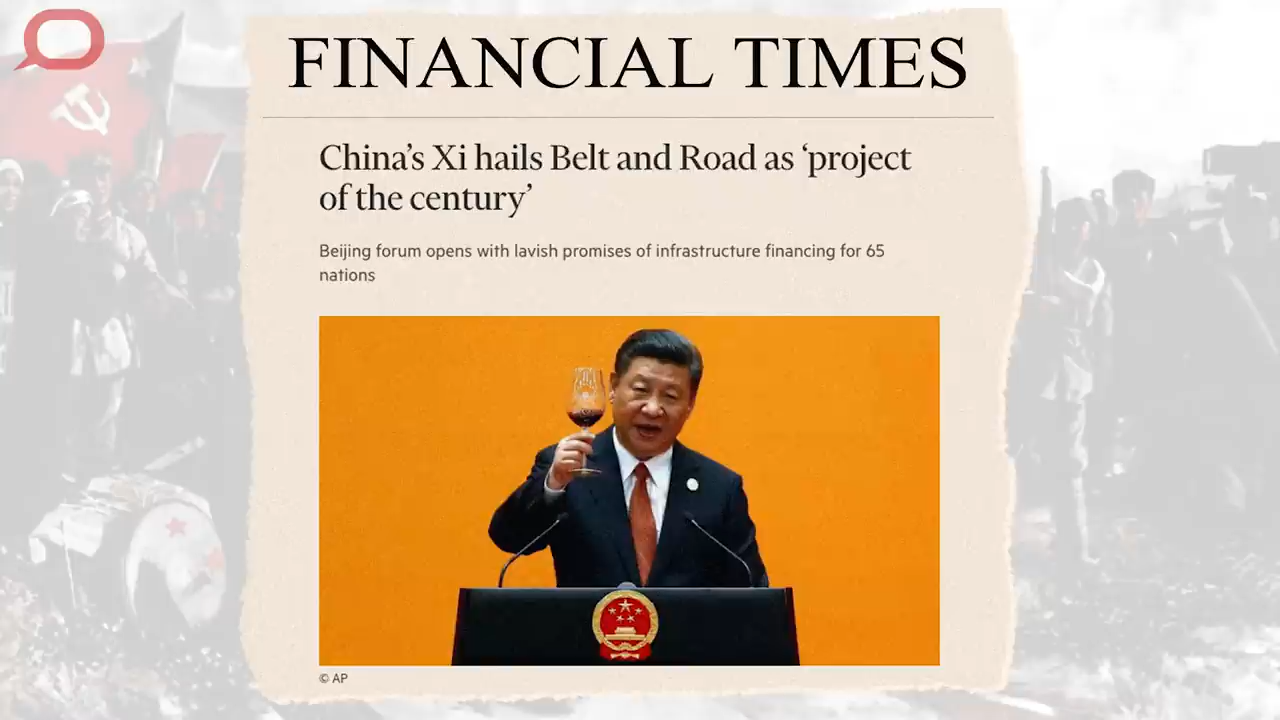 FINANCIAL TIMES
China’s Xi hails Belt and Road as ‘project
of the century’
Beijing forum opens with lavish promises of infrastructure financing for 65
nations
© AP